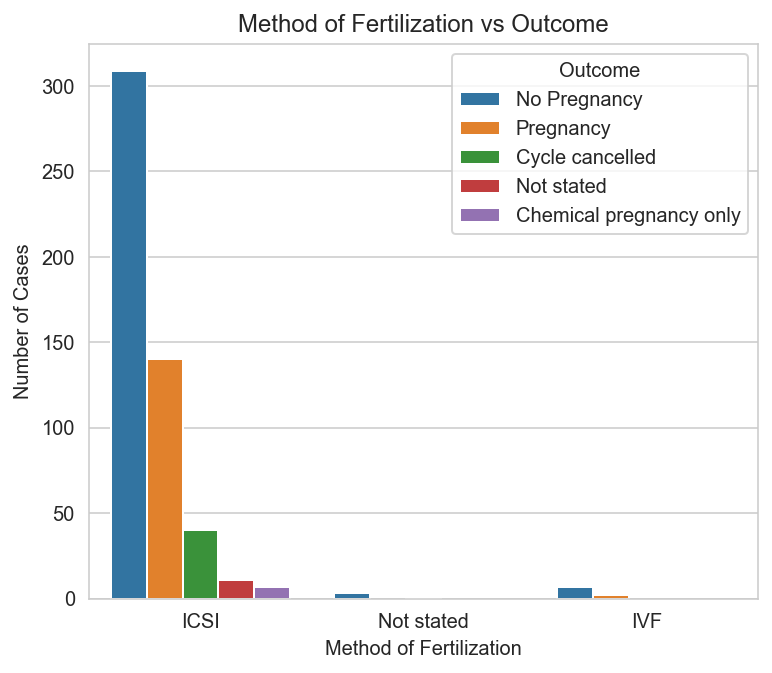 Method of Fertilization vs Outcome
Outcome
No Pregnancy
Pregnancy
Cycle cancelled
Not stated
Chemical pregnancy only
Number of Cases
300
250
200
150
100
50
0
ICSI
Not stated
IVF
Method of Fertilization